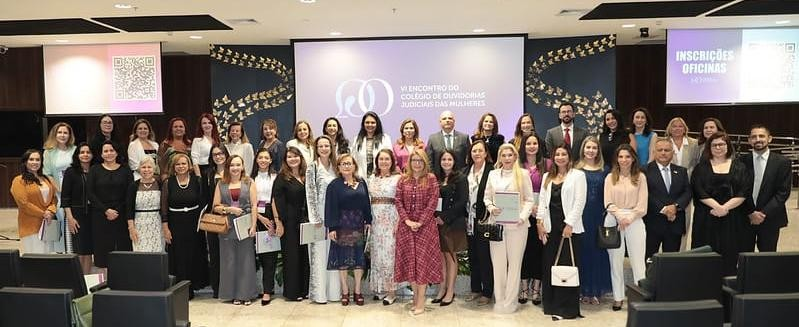 VI ENCONTRO DO
COLÉGIO DE OUVIDORIAS
JUDICIAIS DAS MULHERES
INSCRIÇÕES
OFICINAS